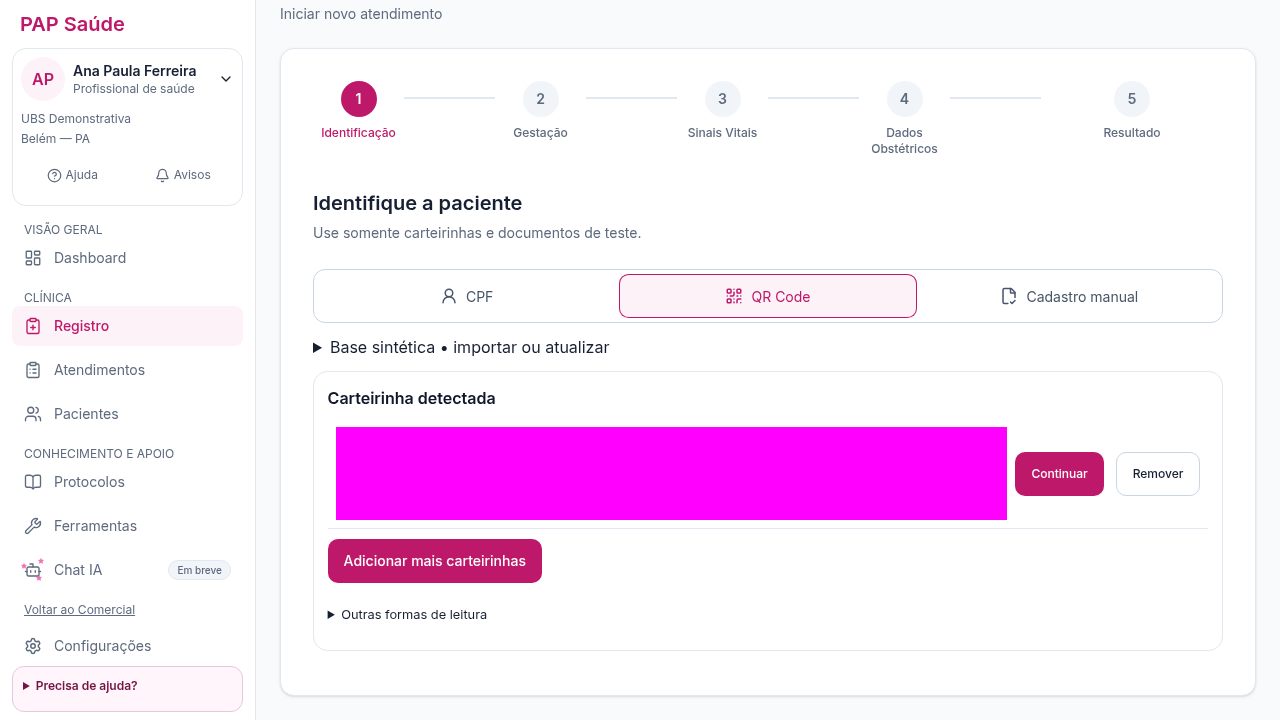 PAP Saúde
AP
Ana Paula Ferreira
Profissional de saúde
UBS Demonstrativa
Belém — PA
Ajuda
Avisos
VISÃO GERAL
Dashboard
CLÍNICA
Registro
Atendimentos
Pacientes
CONHECIMENTO E APOIO
Protocolos
Ferramentas
Chat IA
Em breve
Voltar ao Comercial
Configurações
Precisa de ajuda?
Iniciar novo atendimento
1
Identificação
2
Gestação
3
Sinais Vitais
4
Dados
Obstétricos
5
Resultado
Identifique a paciente
Use somente carteirinhas e documentos de teste.
CPF
QR Code
Cadastro manual
Base sintética • importar ou atualizar
Carteirinha detectada
Continuar
Remover
Adicionar mais carteirinhas
Outras formas de leitura